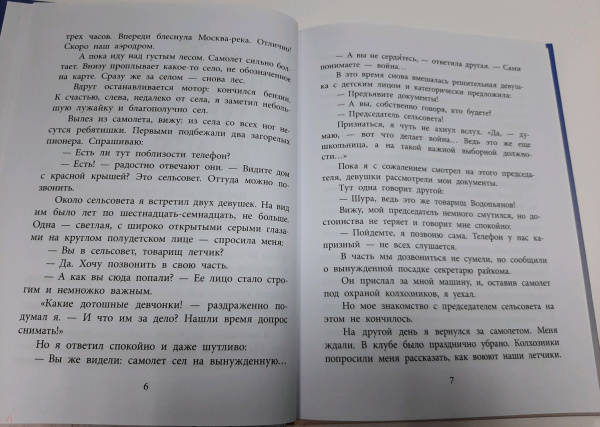 трех часов. Впереди блеснула Москва-река. Отлично!
Скоро наш аэродром.
А пока иду над густым лесом. Самолет сильно бол-
тает. Внизу проплывает какое-то село, не обозначенное
на карте. Сразу же за селом — снова лес.
Вдруг останавливается мотор: кончился бензин.
К счастью, слева, недалеко от села, я заметил неболь-
шую лужайку и благополучно сел.
Вылез из самолета, вижу: из села со всех ног не-
сутся ребятишки. Первыми подбежали два загорелых
пионера. Спрашиваю:
— Есть ли тут поблизости телефон?
— Есть! — радостно отвечают они. — Видите дом
с красной крышей? Это сельсовет. Оттуда можно по-
звонить.
Около сельсовета я встретил двух девушек. На вид
им было лет по шестнадцать-семнадцать, не больше.
Одна — светлая, с широко открытыми серыми глаза-
ми на круглом полудетском лице — спросила меня:
— Вы в сельсовет, товарищ летчик?
— Да. Хочу позвонить в свою часть.
— А как вы сюда попали? — Ее лицо стало стро-
гим и немножко важным.
«Какие дотошные девчонки! — раздраженно по-
думал я. — И что им за дело? Нашли время допрос
снимать!»
Но я ответил спокойно и даже шутливо:
— Вы же видели: самолет сел на вынужденную...
6
— А вы не сердитесь, — ответила другая. — Сами
понимаете — война...
В это время снова вмешалась решительная девуш-
ка с детским лицом и категорически предложила:
— Предъявите документы!
— А вы, собственно говоря, кто будете?
— Председатель сельсовета!
Признаться, я чуть не ахнул вслух. «Да, — ду-
маю, — вот что делает война... Ведь это же еще
школьница, а на такой важной выборной должно-
сти...»
Пока я с сожалением смотрел на этого председа-
теля, девушки рассмотрели мои документы.
Тут одна говорит другой:
— Шура, ведь это же товарищ Водопьянов!
Вижу, мой председатель немного смутился, но до-
стоинства не теряет и говорит мне спокойно:
— Пойдемте, я позвоню сама. Телефон у нас ка-
призный — не всех слушается.
В часть мы дозвониться не сумели, но сообщили
о вынужденной посадке секретарю райкома.
Он прислал за мной машину, и, оставив самолет
под охраной колхозников, я уехал.
Но мое знакомство с председателем сельсовета на
этом не кончилось.
На другой день я вернулся за самолетом. Меня
ждали. В клубе было празднично убрано. Колхозники
попросили меня рассказать, как воюют наши летчики.
7